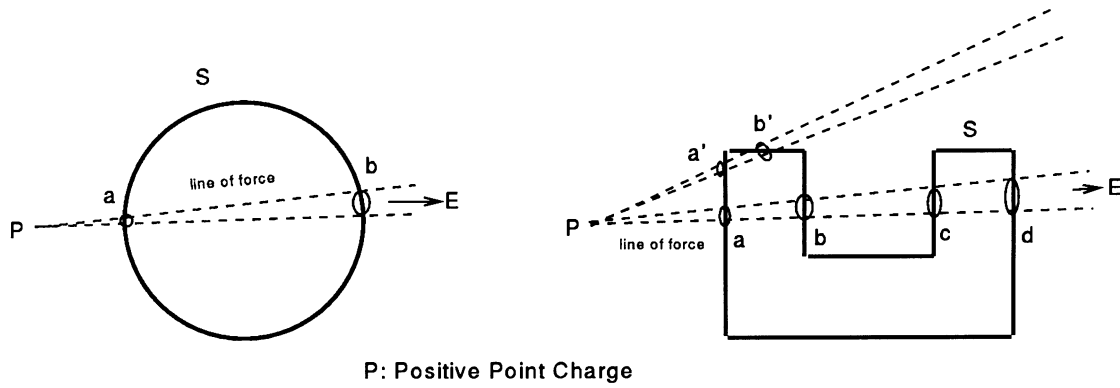 S
a
line of force
b
E
P
a'
b'
S
E
P
line of force
a
b
c
d
P: Positive Point Charge